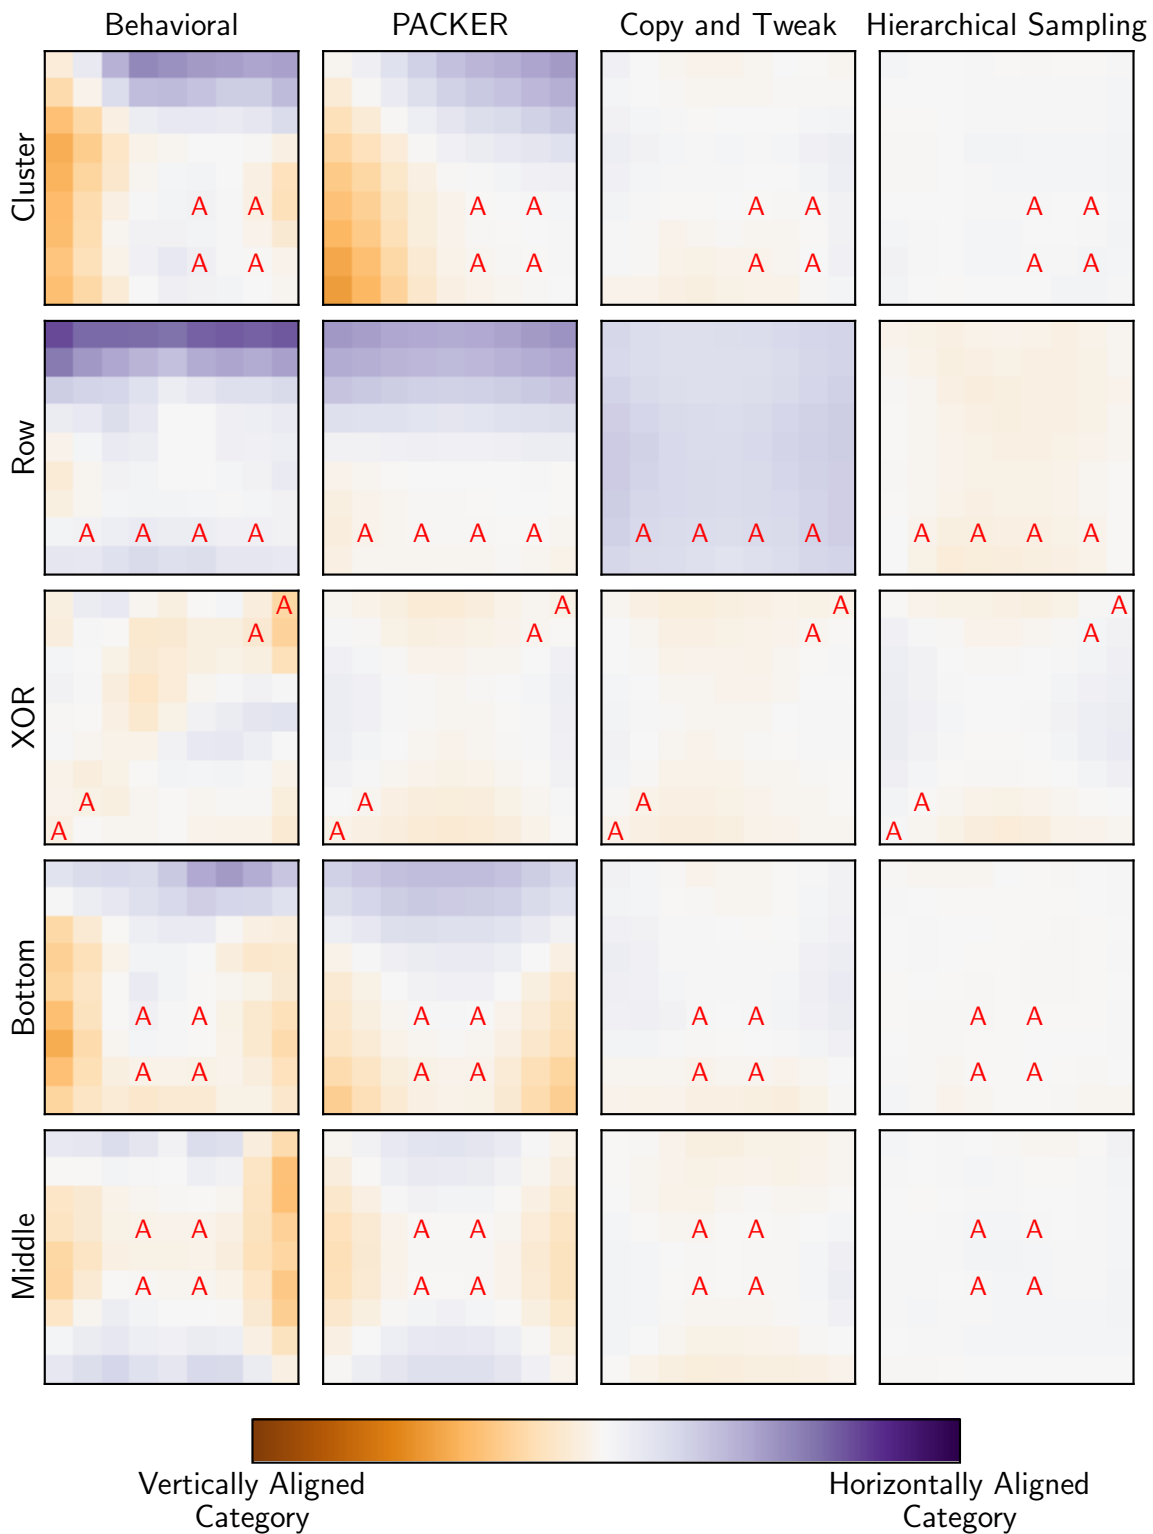 Behavioral PACKER Copy and Tweak Hierarchical Sampling
Cluster
A A A A A A A A
A A A A A A A A
Row
A A A A A A A A A A A A A A A A
XOR
A A A A
A A A A
A A A A
A A A A
Bottom
A A A A A A A A
A A A A A A A A
Middle
A A A A A A A A
A A A A A A A A
Vertically Aligned Horizontally Aligned
Category Category